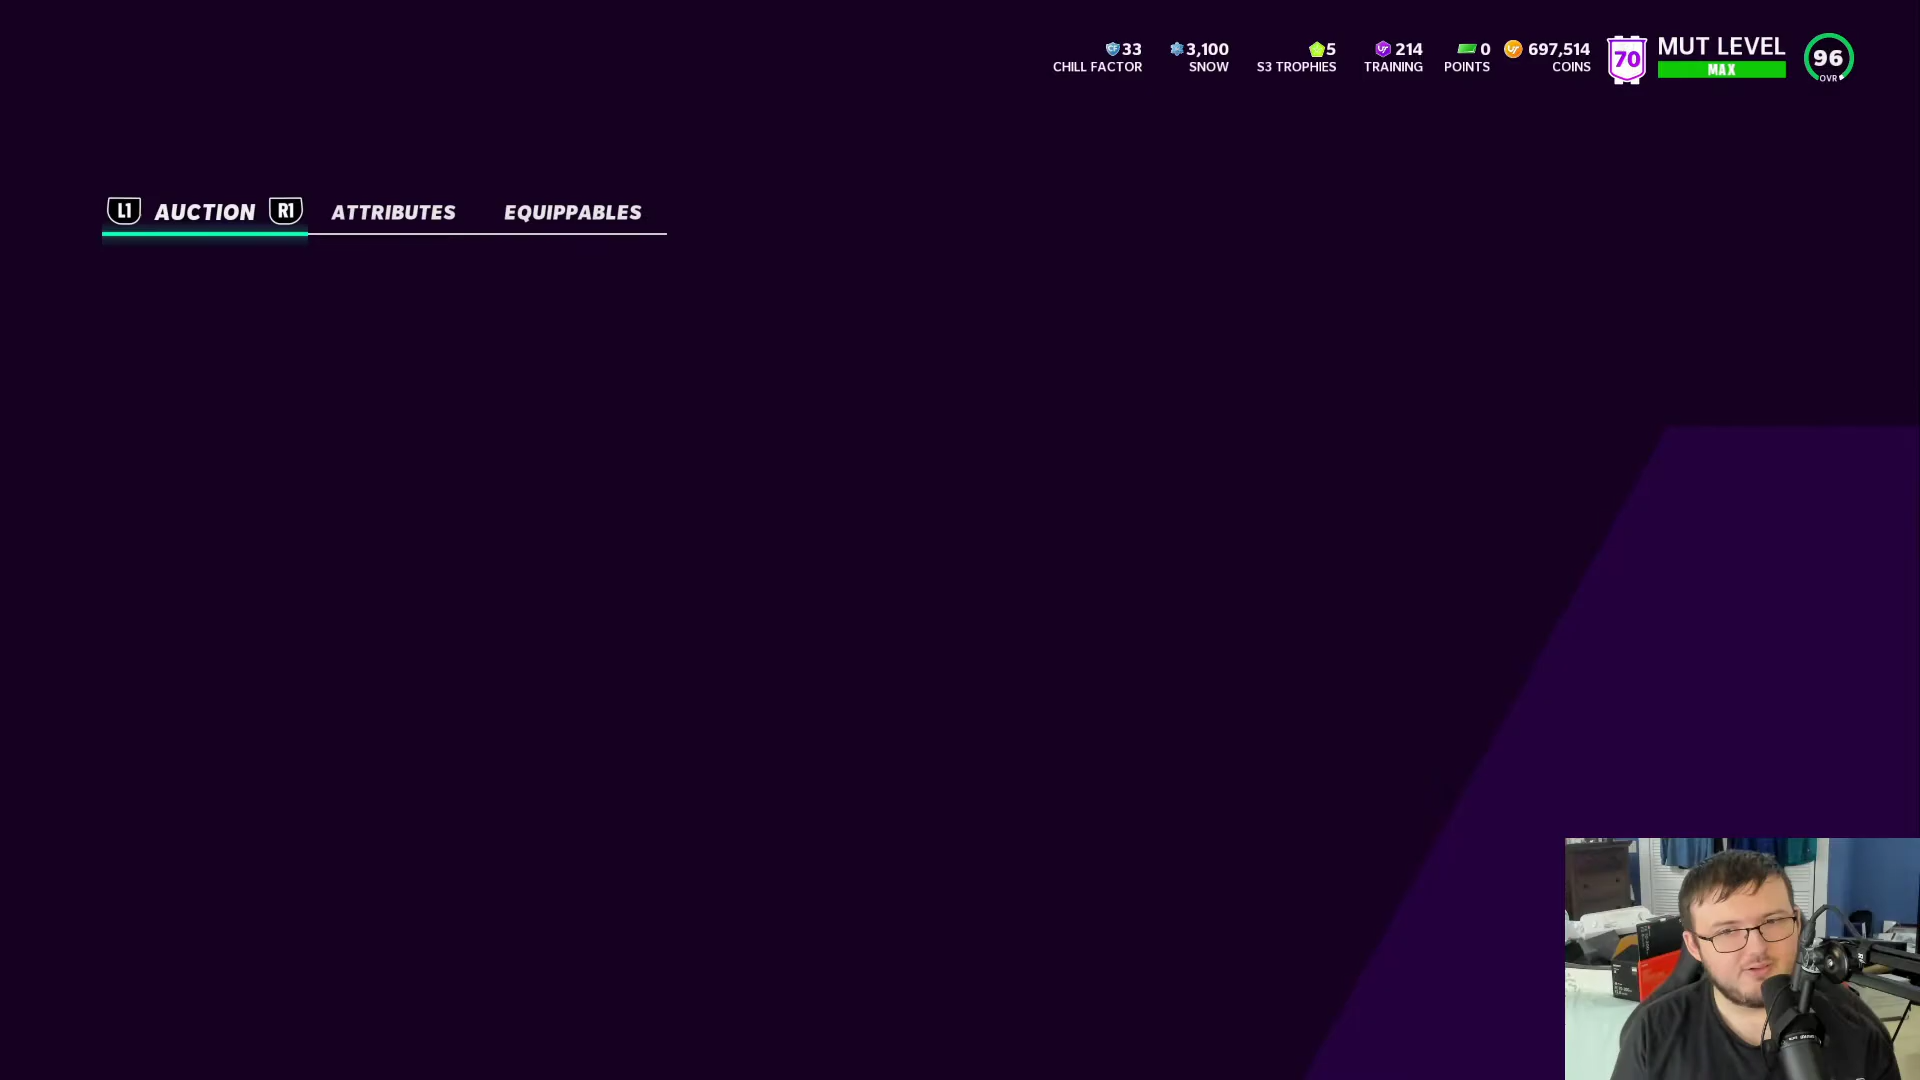 33 3,100 5 214 0 697,514 70 MUT LEVEL 96
CHILL FACTOR SNOW S3 TROPHIES TRAINING POINTS COINS MAX OVR
L1 AUCTION R1 ATTRIBUTES EQUIPPABLES